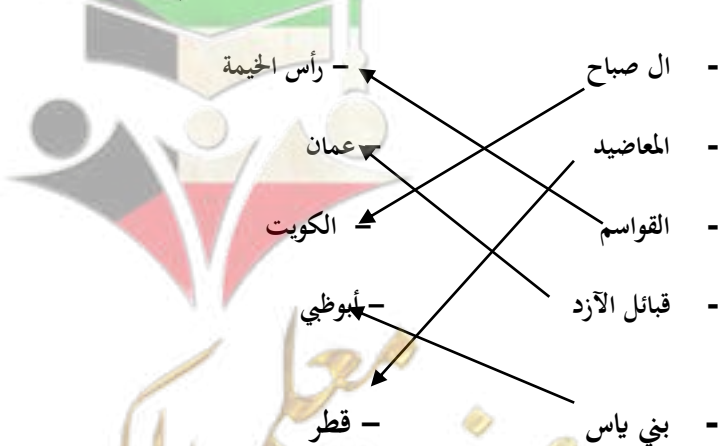 - ال صباح – رأس الخيمة
- المعاضيد – عمان
- القواسم – الكويت
- قبائل الآزد – أبوظبي
- بني ياس – قطر